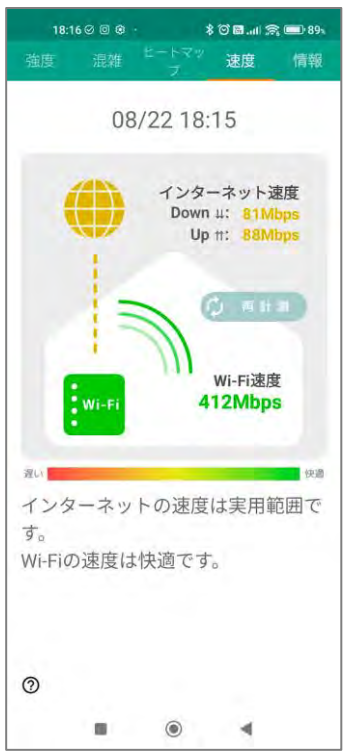 18:16 89%
強度 混雑 ヒートマップ 速度 情報
08/22 18:15
インターネット速度
Down ⇊: 81Mbps
Up ⇈: 88Mbps
再計測
Wi-Fi速度
Wi-Fi 412Mbps
遅い 快適
インターネットの速度は実用範囲で
す。
Wi-Fiの速度は快適です。